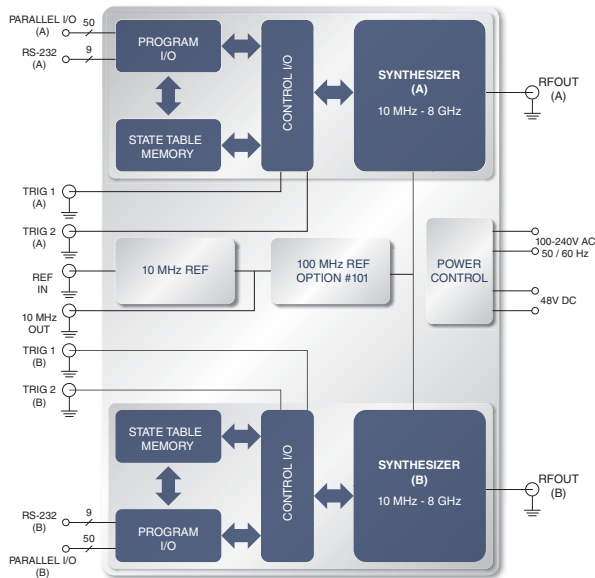 PARALLEL I/O
(A)
50
RS-232
(A)
9
PROGRAM
I/O
CONTROL I/O
SYNTHESIZER
(A)
10 MHz - 8 GHz
RFOUT
(A)
STATE TABLE
MEMORY
TRIG 1
(A)
TRIG 2
(A)
REF
IN
10 MHz REF
100 MHz REF
OPTION #101
POWER
CONTROL
100-240V AC
50 / 60 Hz
48V DC
10 MHz
OUT
TRIG 1
(B)
TRIG 2
(B)
STATE TABLE
MEMORY
CONTROL I/O
SYNTHESIZER
(B)
10 MHz - 8 GHz
RFOUT
(B)
RS-232
(B)
9
PROGRAM
I/O
50
PARALLEL I/O
(B)